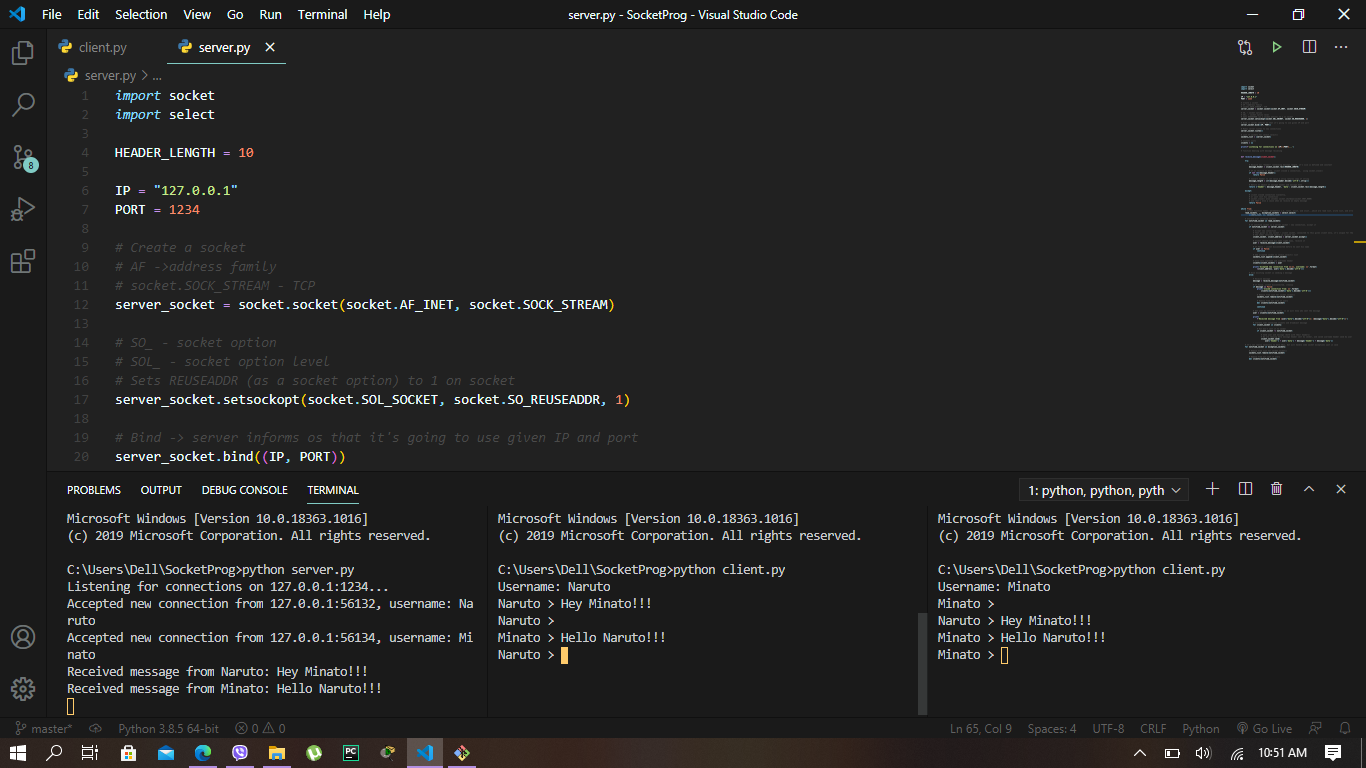 File Edit Selection View Go Run Terminal Help
server.py - SocketProg - Visual Studio Code
client.py
server.py
server.py > ...
1 import socket
2 import select
3
4 HEADER_LENGTH = 10
5
6 IP = "127.0.0.1"
7 PORT = 1234
8
9 # Create a socket
10 # AF ->address family
11 # socket.SOCK_STREAM - TCP
12 server_socket = socket.socket(socket.AF_INET, socket.SOCK_STREAM)
13
14 # SO_ - socket option
15 # SOL_ - socket option level
16 # Sets REUSEADDR (as a socket option) to 1 on socket
17 server_socket.setsockopt(socket.SOL_SOCKET, socket.SO_REUSEADDR, 1)
18
19 # Bind -> server informs os that it's going to use given IP and port
20 server_socket.bind((IP, PORT))
8
PROBLEMS OUTPUT DEBUG CONSOLE TERMINAL
1: python, python, pyth
Microsoft Windows [Version 10.0.18363.1016]
(c) 2019 Microsoft Corporation. All rights reserved.
C:\Users\Dell\SocketProg>python server.py
Listening for connections on 127.0.0.1:1234...
Accepted new connection from 127.0.0.1:56132, username: Na
ruto
Accepted new connection from 127.0.0.1:56134, username: Mi
nato
Received message from Naruto: Hey Minato!!!
Received message from Minato: Hello Naruto!!!
Microsoft Windows [Version 10.0.18363.1016]
(c) 2019 Microsoft Corporation. All rights reserved.
C:\Users\Dell\SocketProg>python client.py
Username: Naruto
Naruto > Hey Minato!!!
Naruto >
Minato > Hello Naruto!!!
Naruto >
Microsoft Windows [Version 10.0.18363.1016]
(c) 2019 Microsoft Corporation. All rights reserved.
C:\Users\Dell\SocketProg>python client.py
Username: Minato
Minato >
Naruto > Hey Minato!!!
Minato > Hello Naruto!!!
Minato >
master* Python 3.8.5 64-bit 0 0 Ln 65, Col 9 Spaces: 4 UTF-8 CRLF Python Go Live
PC
10:51 AM